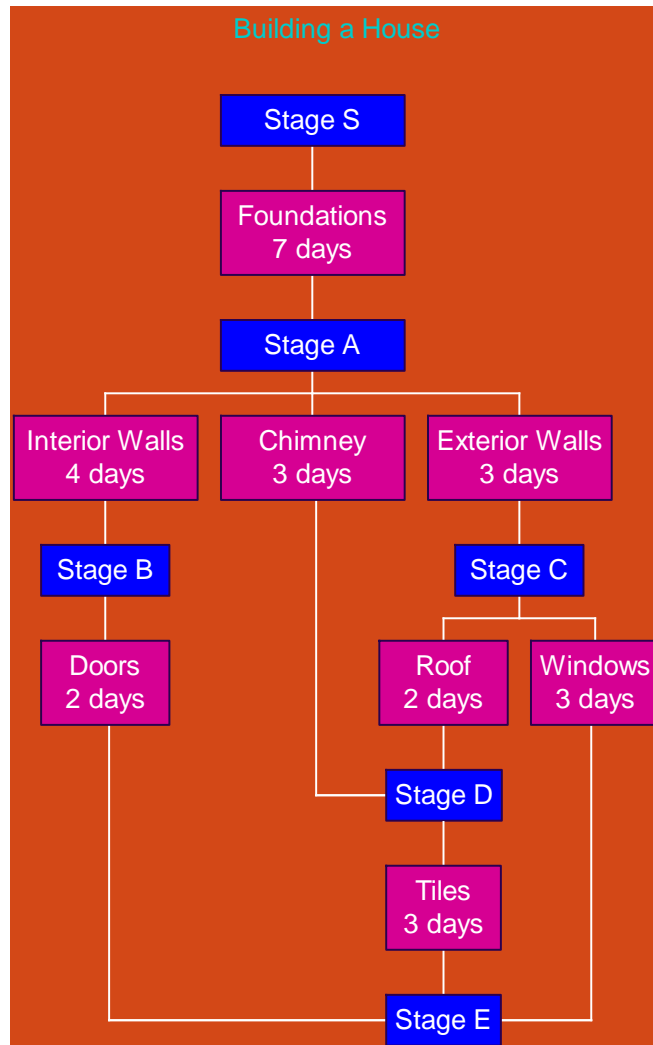 Building a House
Stage S
Foundations
7 days
Stage A
Interior Walls
4 days
Chimney
3 days
Exterior Walls
3 days
Stage B
Stage C
Doors
2 days
Roof
2 days
Windows
3 days
Stage D
Tiles
3 days
Stage E